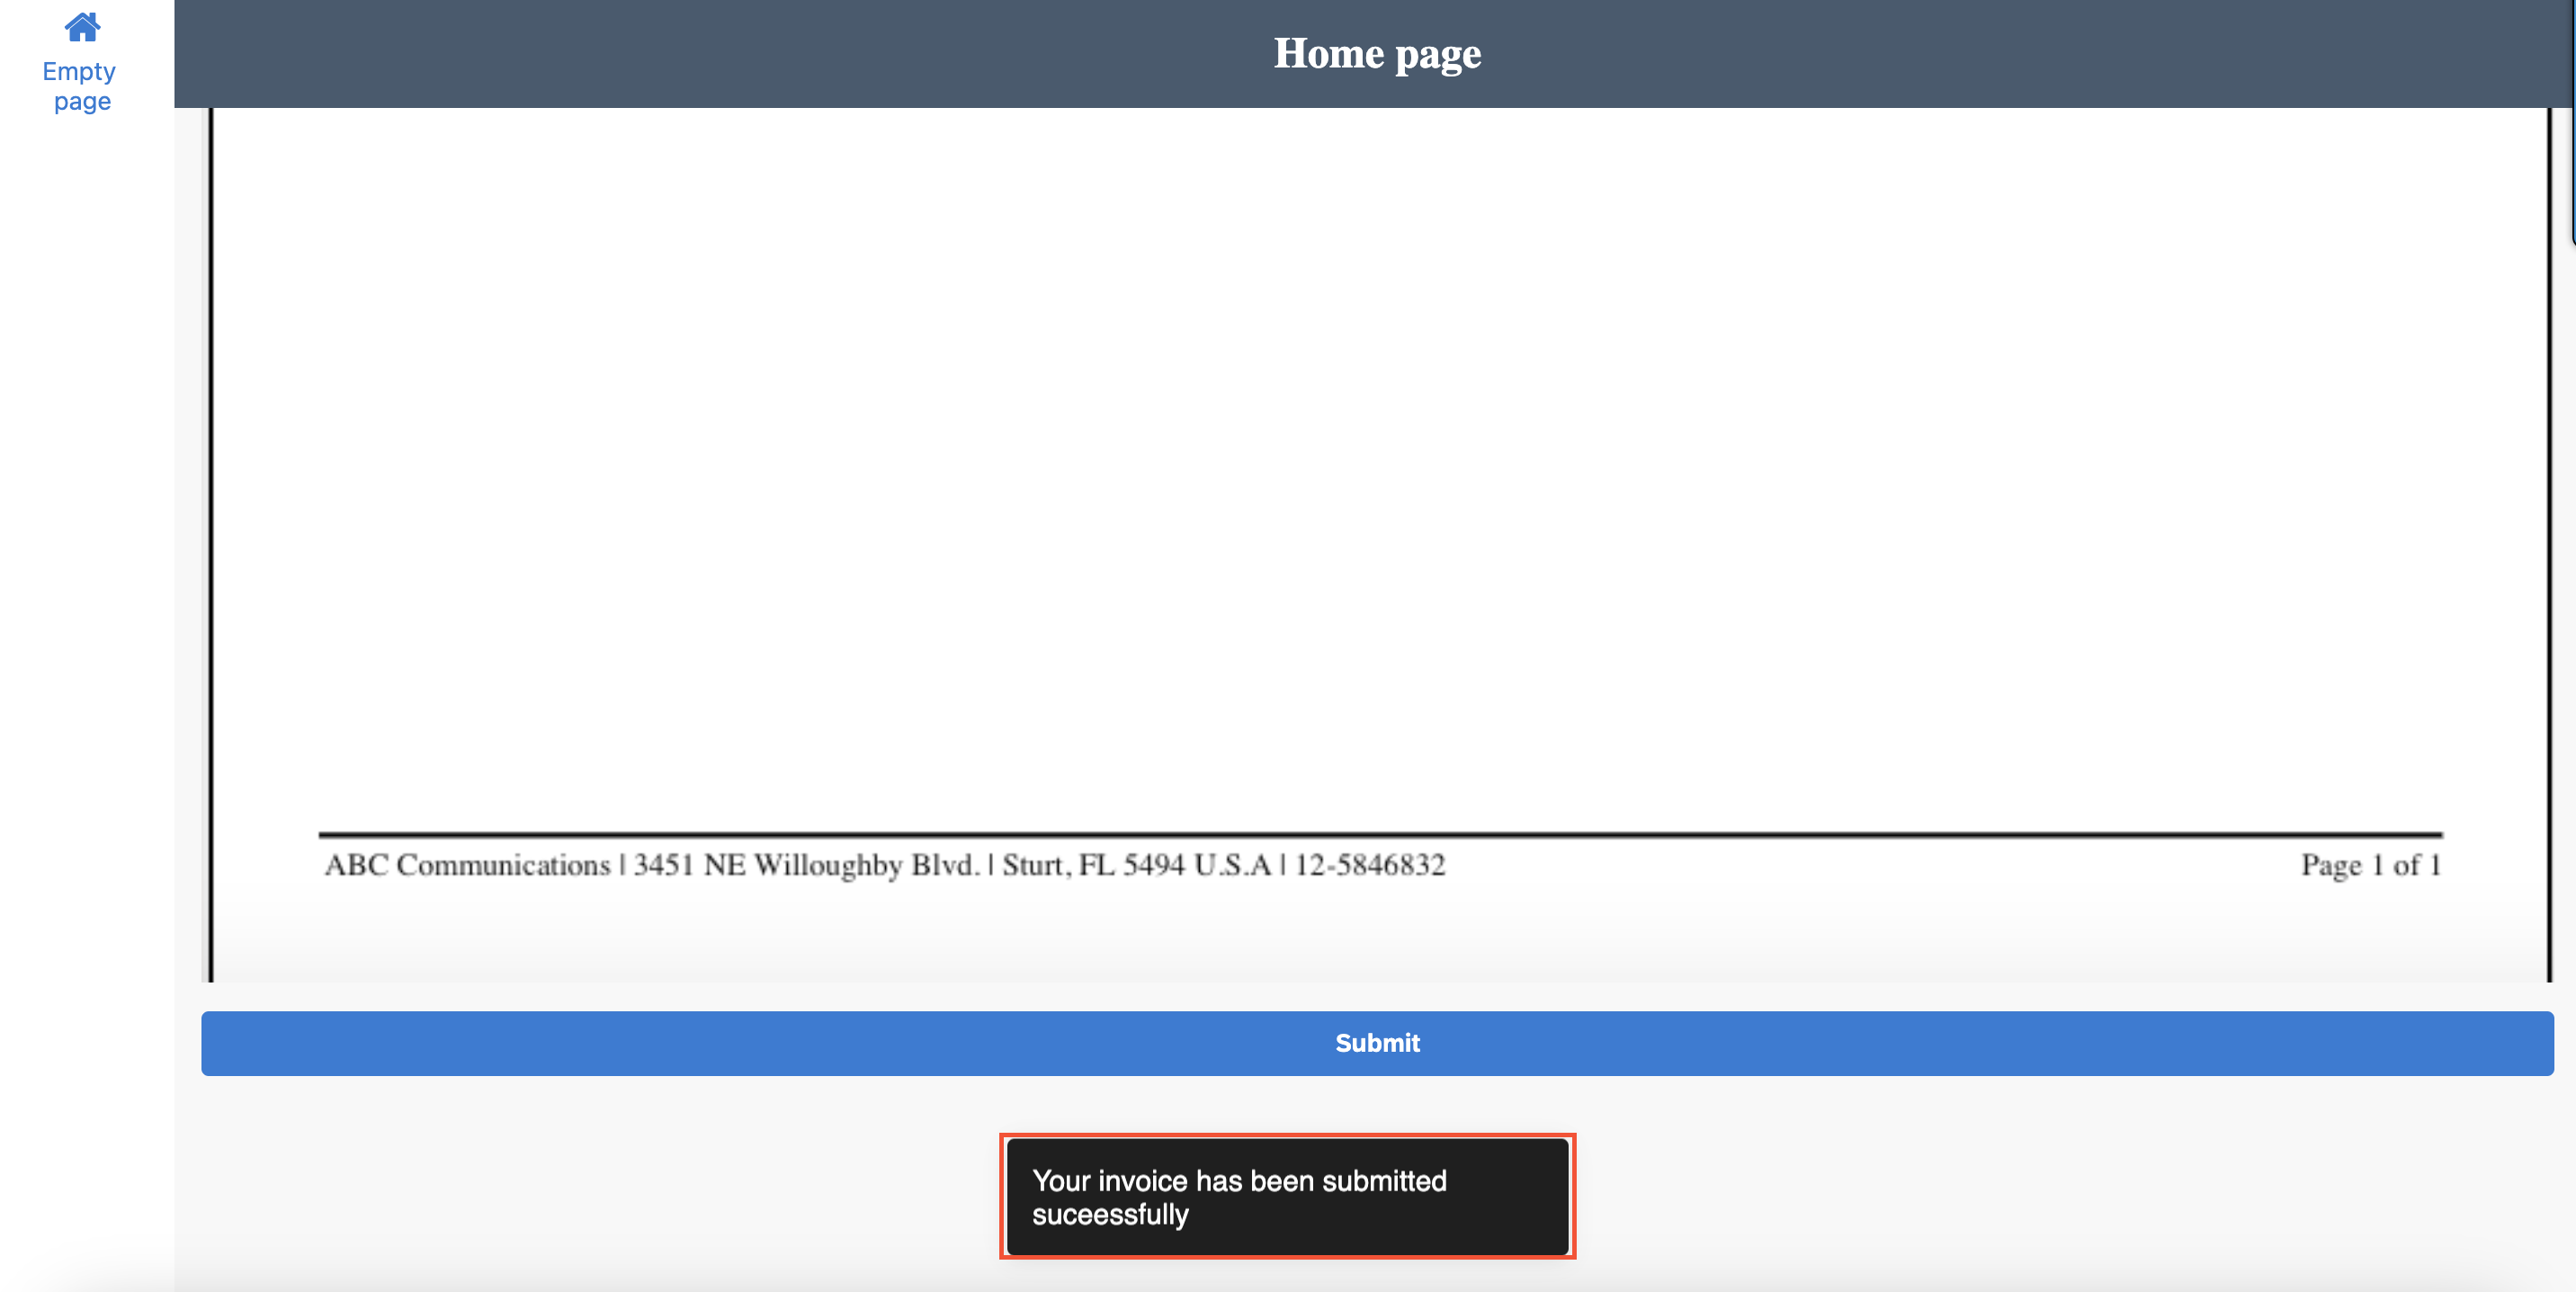 Empty
page
Home page
ABC Communications | 3451 NE Willoughby Blvd. | Sturt, FL 5494 U.S.A | 12-5846832
Page 1 of 1
Submit
Your invoice has been submitted
suceessfully